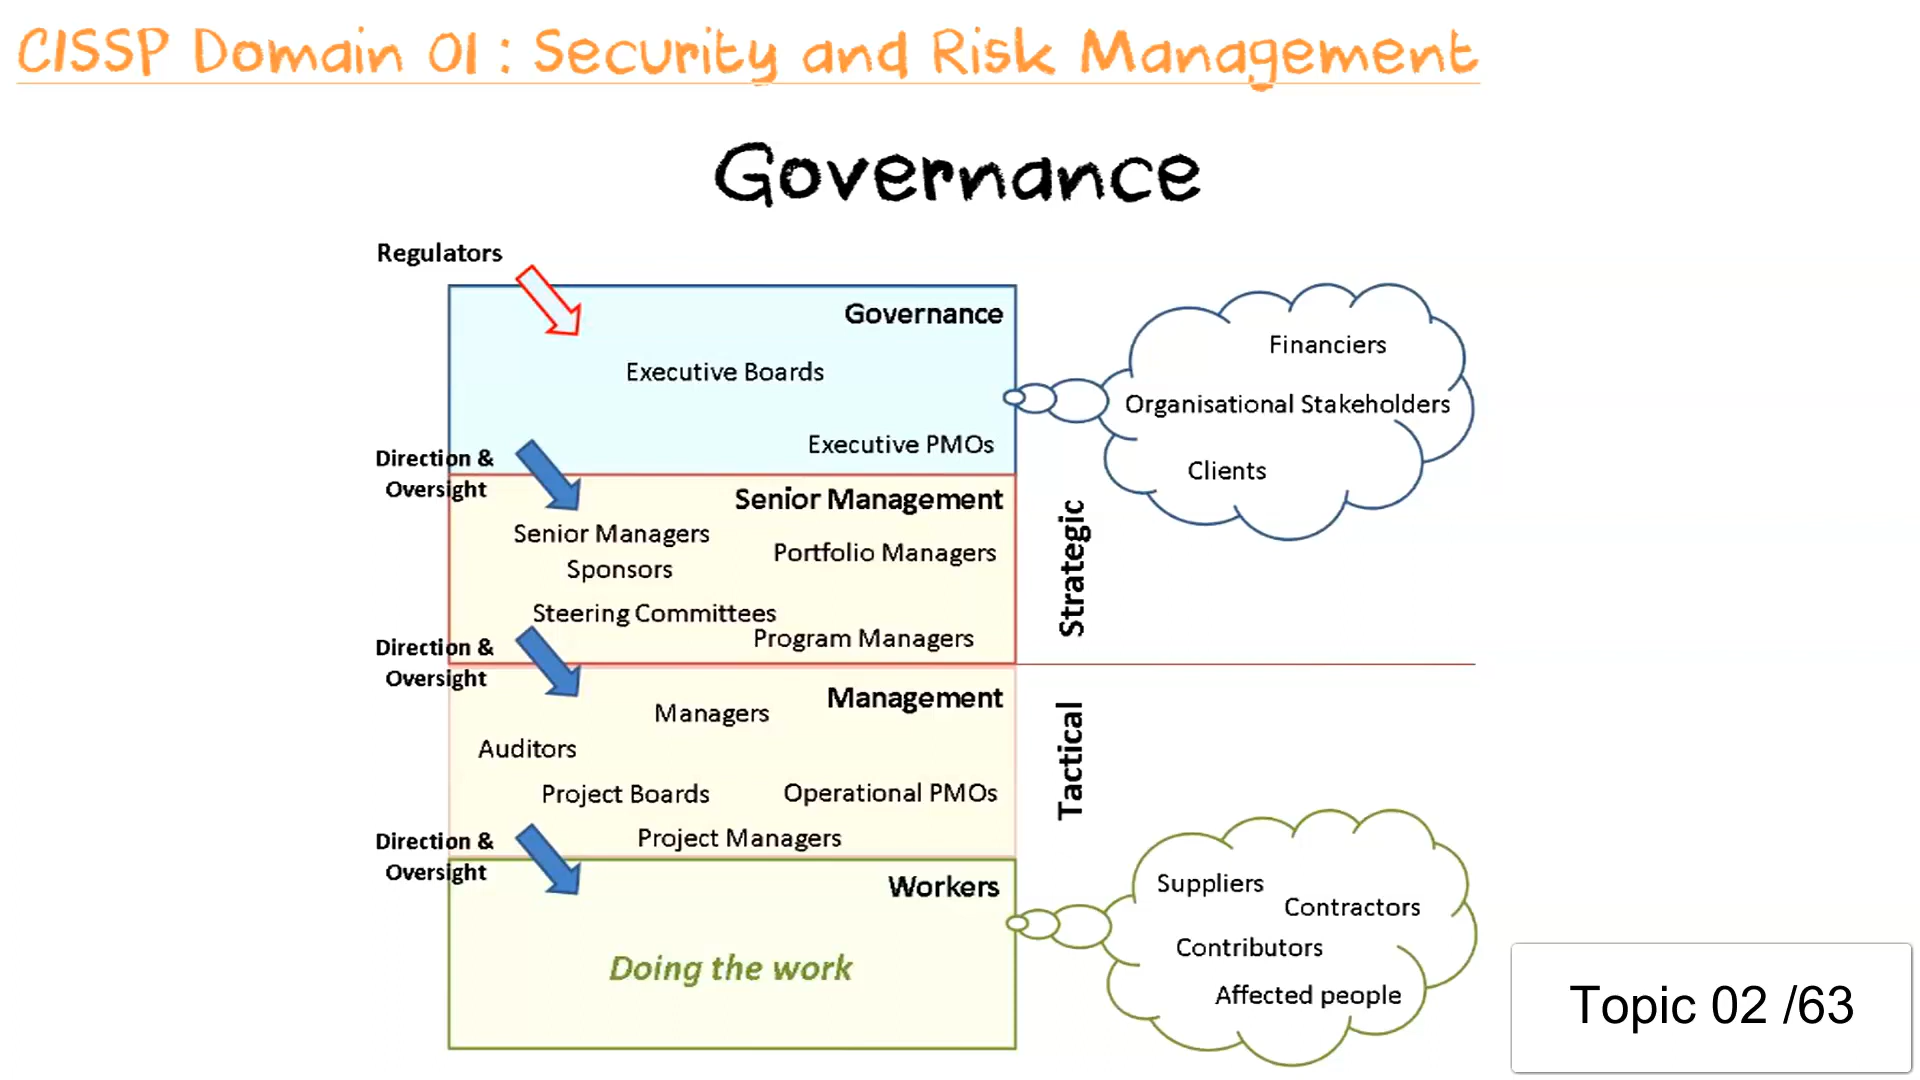 CISSP Domain 01 : Security and Risk Management
Governance
Regulators
Governance
Executive Boards
Executive PMOs
Financiers
Organisational Stakeholders
Clients
Direction &
Oversight
Senior Management
Senior Managers
Sponsors
Portfolio Managers
Steering Committees
Program Managers
Strategic
Direction &
Oversight
Management
Managers
Auditors
Project Boards
Operational PMOs
Project Managers
Tactical
Direction &
Oversight
Workers
Doing the work
Suppliers
Contractors
Contributors
Affected people
Topic 02 /63